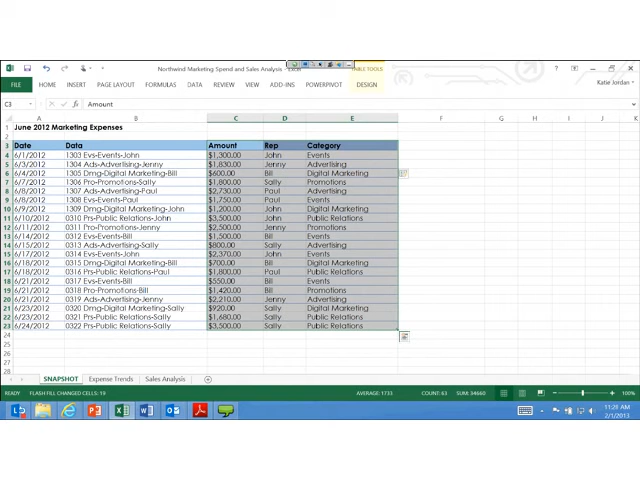 Northwind Marketing Spend and Sales Analysis - Excel
TABLE TOOLS
Katie Jordan
FILE HOME INSERT PAGE LAYOUT FORMULAS DATA REVIEW VIEW ADD-INS POWERPIVOT DESIGN
C3 fx Amount
A B C D E F G H I J K
1 June 2012 Marketing Expenses
2
3 Date Data Amount Rep Category
4 6/1/2012 1303 Evs-Events-John $1,300.00 John Events
5 6/3/2012 1304 Ads-Advertising-Jenny $1,830.00 Jenny Advertising
6 6/4/2012 1305 Dmg-Digital Marketing-Bill $600.00 Bill Digital Marketing
7 6/7/2012 1306 Pro-Promotions-Sally $1,800.00 Sally Promotions
8 6/8/2012 1307 Ads-Advertising-Paul $2,730.00 Paul Advertising
9 6/8/2012 1308 Evs-Events-Paul $1,750.00 Paul Events
10 6/9/2012 1309 Dmg-Digital Marketing-John $1,200.00 John Digital Marketing
11 6/10/2012 0310 Prs-Public Relations-John $3,500.00 John Public Relations
12 6/11/2012 0311 Pro-Promotions-Jenny $2,500.00 Jenny Promotions
13 6/11/2012 0312 Evs-Events-Bill $1,500.00 Bill Events
14 6/15/2012 0313 Ads-Advertising-Sally $800.00 Sally Advertising
15 6/17/2012 0314 Evs-Events-John $2,370.00 John Events
16 6/18/2012 0315 Dmg-Digital Marketing-Bill $700.00 Bill Digital Marketing
17 6/18/2012 0316 Prs-Public Relations-Paul $1,800.00 Paul Public Relations
18 6/21/2012 0317 Evs-Events-Bill $550.00 Bill Events
19 6/21/2012 0318 Pro-Promotions-Bill $1,420.00 Bill Promotions
20 6/21/2012 0319 Ads-Advertising-Jenny $2,210.00 Jenny Advertising
21 6/23/2012 0320 Dmg-Digital Marketing-Sally $920.00 Sally Digital Marketing
22 6/23/2012 0321 Prs-Public Relations-Sally $1,680.00 Sally Public Relations
23 6/24/2012 0322 Prs-Public Relations-Sally $3,500.00 Sally Public Relations
24
25
26
27
28
SNAPSHOT Expense Trends Sales Analysis
READY FLASH FILL CHANGED CELLS: 19 AVERAGE: 1733 COUNT: 63 SUM: 34660 100%
11:26 AM
2/1/2013